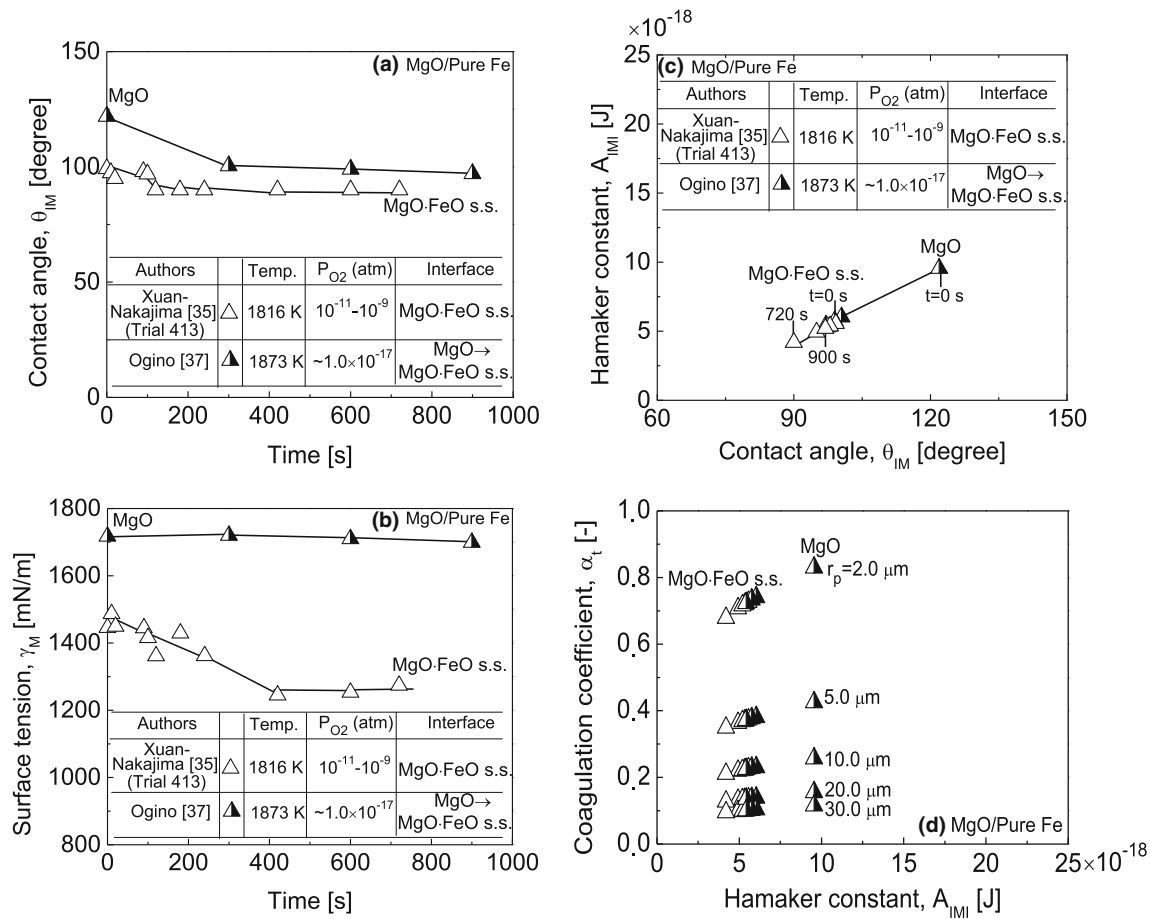 (a) MgO/Pure Fe
MgO
MgO·FeO s.s.
Contact angle, θIM [degree]
150
100
50
0
Authors Temp. PO2 (atm) Interface
Xuan-
Nakajima [35]
(Trial 413) 1816 K 10-11-10-9 MgO·FeO s.s.
Ogino [37] 1873 K ~1.0×10-17 MgO→
MgO·FeO s.s.
0 200 400 600 800 1000
Time [s]
×10-18
(c) MgO/Pure Fe
Hamaker constant, AIMI [J]
25
20
15
10
5
0
Authors Temp. PO2 (atm) Interface
Xuan-
Nakajima [35]
(Trial 413) 1816 K 10-11-10-9 MgO·FeO s.s.
Ogino [37] 1873 K ~1.0×10-17 MgO→
MgO·FeO s.s.
MgO
MgO·FeO s.s.
t=0 s
t=0 s
720 s
900 s
60 90 120 150
Contact angle, θIM [degree]
(b) MgO/Pure Fe
MgO
MgO·FeO s.s.
Surface tension, γM [mN/m]
1800
1600
1400
1200
1000
800
Authors Temp. PO2 (atm) Interface
Xuan-
Nakajima [35]
(Trial 413) 1816 K 10-11-10-9 MgO·FeO s.s.
Ogino [37] 1873 K ~1.0×10-17 MgO→
MgO·FeO s.s.
0 200 400 600 800 1000
Time [s]
Coagulation coefficient, αt [-]
1.0
0.8
0.6
0.4
0.2
0.0
MgO
MgO·FeO s.s.
rp=2.0 μm
5.0 μm
10.0 μm
20.0 μm
30.0 μm
(d) MgO/Pure Fe
0 5 10 15 20 25×10-18
Hamaker constant, AIMI [J]